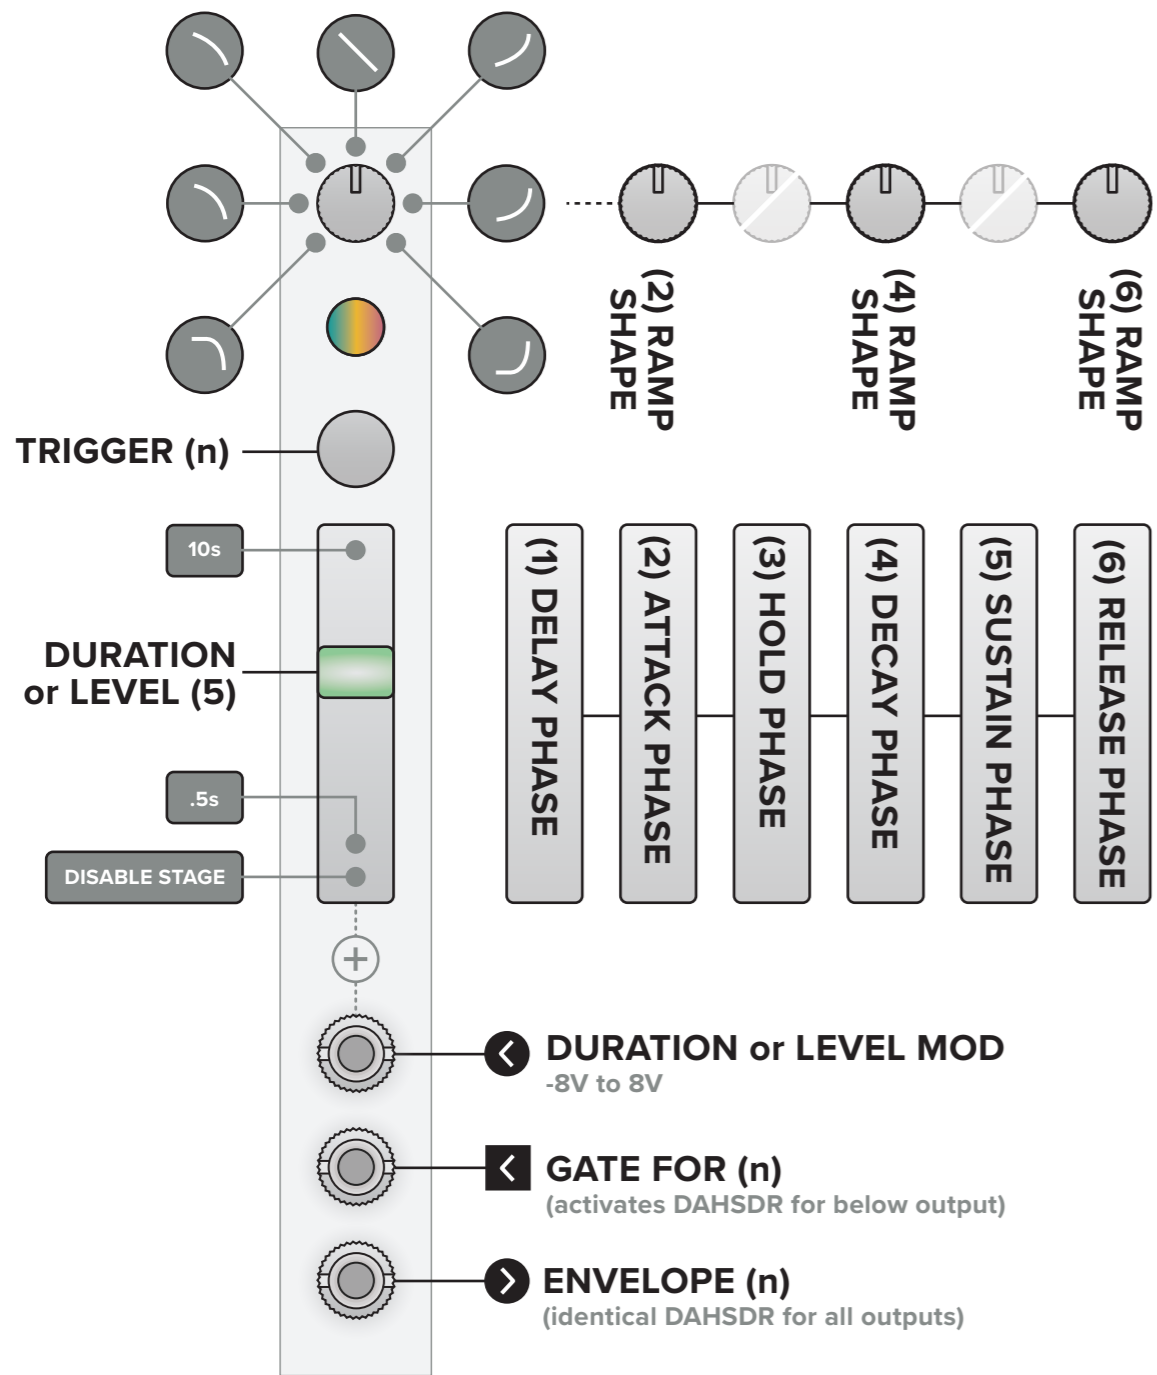 (2) RAMP
SHAPE
(4) RAMP
SHAPE
(6) RAMP
SHAPE
TRIGGER (n)
10s
DURATION
or LEVEL (5)
.5s
DISABLE STAGE
(1) DELAY PHASE
(2) ATTACK PHASE
(3) HOLD PHASE
(4) DECAY PHASE
(5) SUSTAIN PHASE
(6) RELEASE PHASE
+
DURATION or LEVEL MOD
-8V to 8V
GATE FOR (n)
(activates DAHSDR for below output)
ENVELOPE (n)
(identical DAHSDR for all outputs)